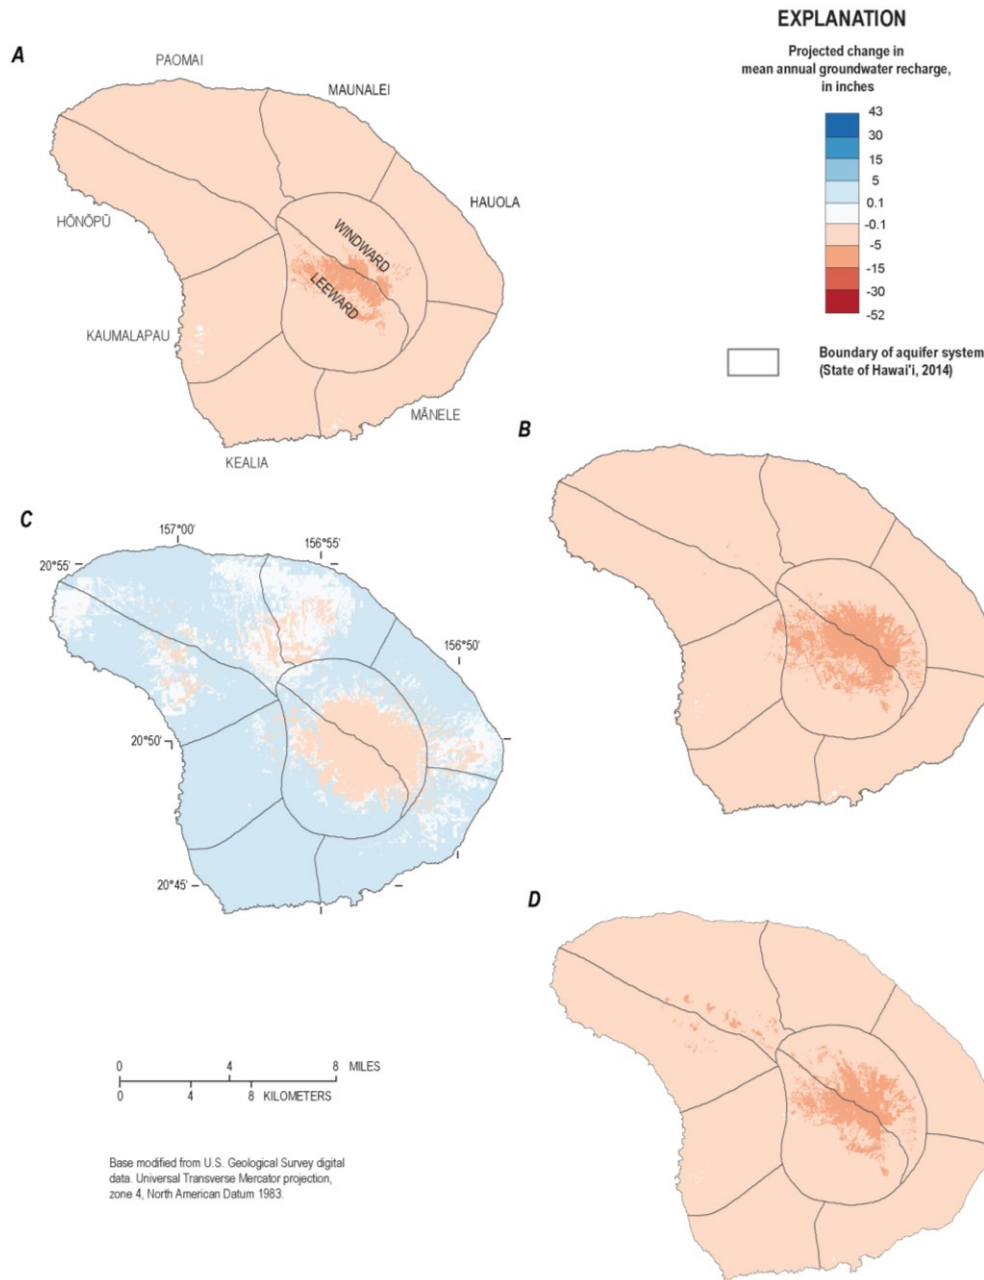 EXPLANATION
Projected change in
mean annual groundwater recharge,
in inches
43
30
15
5
0.1
-0.1
-5
-15
-30
-52
Boundary of aquifer system
(State of Hawai'i, 2014)
A
PAOMAI
MAUNALEI
HAUOLA
HŌNŌPŪ
WINDWARD
LEEWARD
KAUMALAPAU
MĀNELE
KEALIA
B
C
157°00'
156°55'
20°55'
156°50'
20°50'
20°45'
D
0 4 8 MILES
0 4 8 KILOMETERS
Base modified from U.S. Geological Survey digital
data. Universal Transverse Mercator projection,
zone 4, North American Datum 1983.